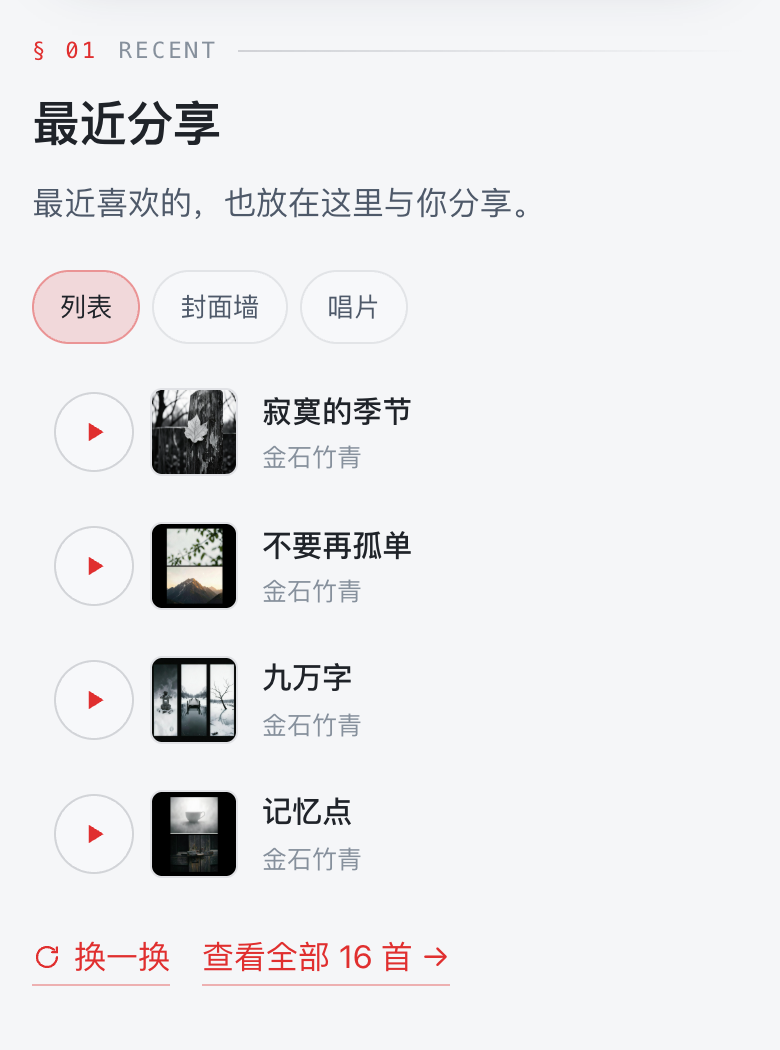 § 01 RECENT
最近分享
最近喜欢的，也放在这里与你分享。
列表 封面墙 唱片
寂寞的季节
金石竹青
不要再孤单
金石竹青
九万字
金石竹青
记忆点
金石竹青
换一换 查看全部 16 首 →